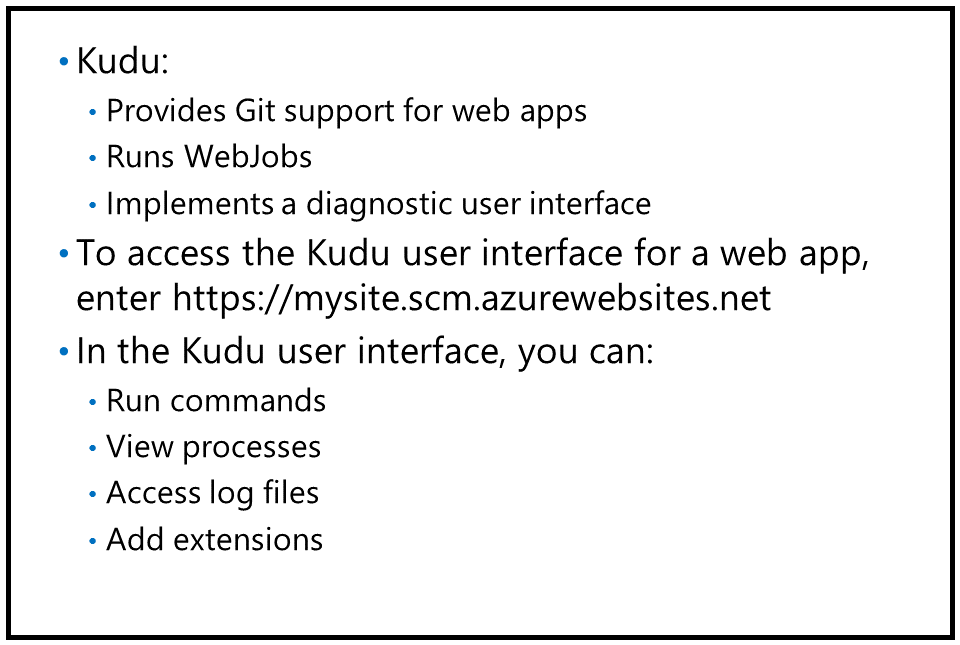 • Kudu:
• Provides Git support for web apps
• Runs WebJobs
• Implements a diagnostic user interface
• To access the Kudu user interface for a web app,
enter https://mysite.scm.azurewebsites.net
• In the Kudu user interface, you can:
• Run commands
• View processes
• Access log files
• Add extensions